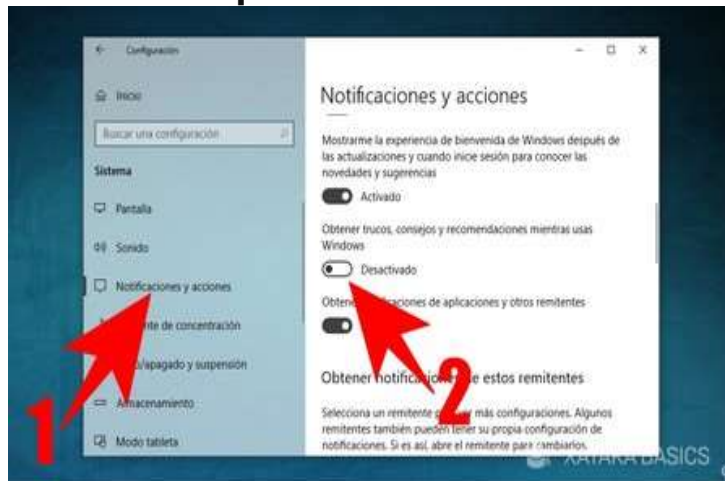 Configuración
Inicio
Buscar una configuración
Sistema
Pantalla
Sonido
Notificaciones y acciones
de concentración
apagado y suspensión
Almacenamiento
Modo tableta
Notificaciones y acciones
Mostrarme la experiencia de bienvenida de Windows después de
las actualizaciones y cuando inicie sesión para conocer las
novedades y sugerencias
Activado
Obtener trucos, consejos y recomendaciones mientras usas
Windows
Desactivado
de aplicaciones y otros remitentes
Obtener de estos remitentes
Selecciona un remitente más configuraciones. Algunos
remitentes también pueden tener su propia configuración de
notificaciones. Si es así, abre el remitente para cambiarlos.
1
2
XATAKA BASICS